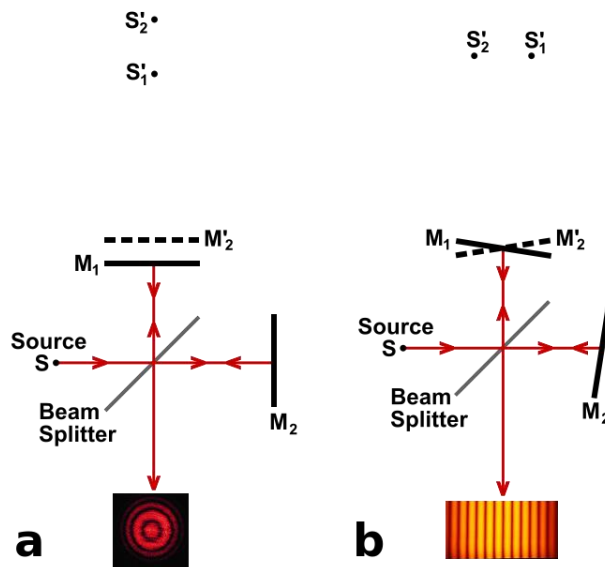 S'₂
S'₁
M'₂
M₁
Source
S
Beam
Splitter
M₂
a
S'₂ S'₁
M₁ M'₂
Source
S
Beam
Splitter
M₂
b